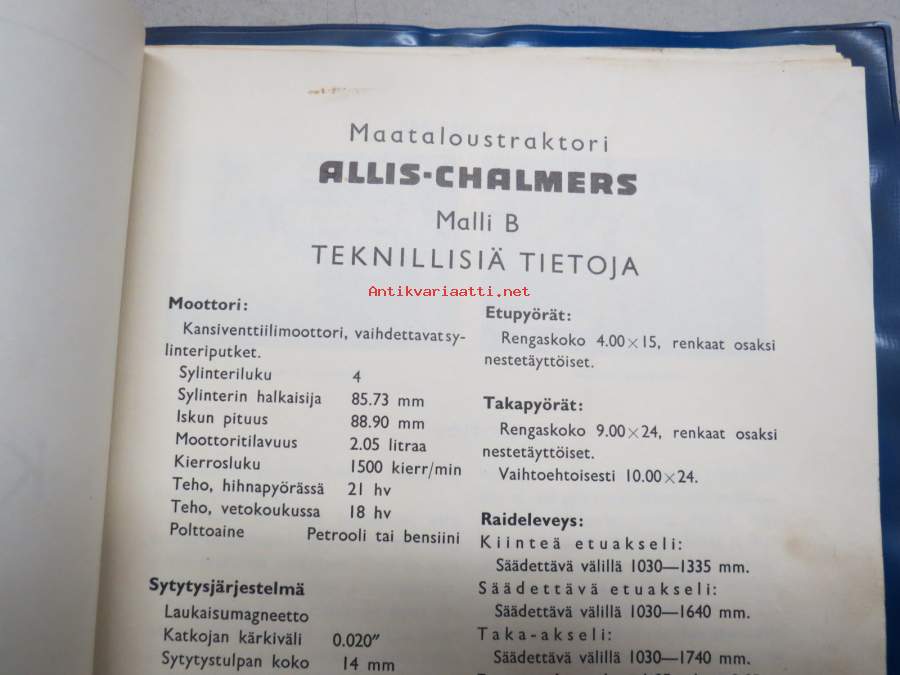 Maataloustraktori
ALLIS-CHALMERS
Malli B
TEKNILLISIÄ TIETOJA
Antikvariaatti.net
Moottori:
Kansiventtiilimoottori, vaihdettavat sy-
linteriputket.
Sylinteriluku 4
Sylinterin halkaisija 85.73 mm
Iskun pituus 88.90 mm
Moottoritilavuus 2.05 litraa
Kierrosluku 1500 kierr/min
Teho, hihnapyörässä 21 hv
Teho, vetokoukussa 18 hv
Polttoaine Petrooli tai bensiini
Sytytysjärjestelmä
Laukaisumagneetto
Katkojan kärkiväli 0.020″
Sytytystulpan koko 14 mm
Etupyörät:
Rengaskoko 4.00×15, renkaat osaksi
nestetäyttöiset.
Takapyörät:
Rengaskoko 9.00×24, renkaat osaksi
nestetäyttöiset.
Vaihtoehtoisesti 10.00×24.
Raideleveys:
Kiinteä etuakseli:
Säädettävä välillä 1030—1335 mm.
Säädettävä etuakseli:
Säädettävä välillä 1030—1640 mm.
Taka-akseli:
Säädettävä välillä 1030—1740 mm.